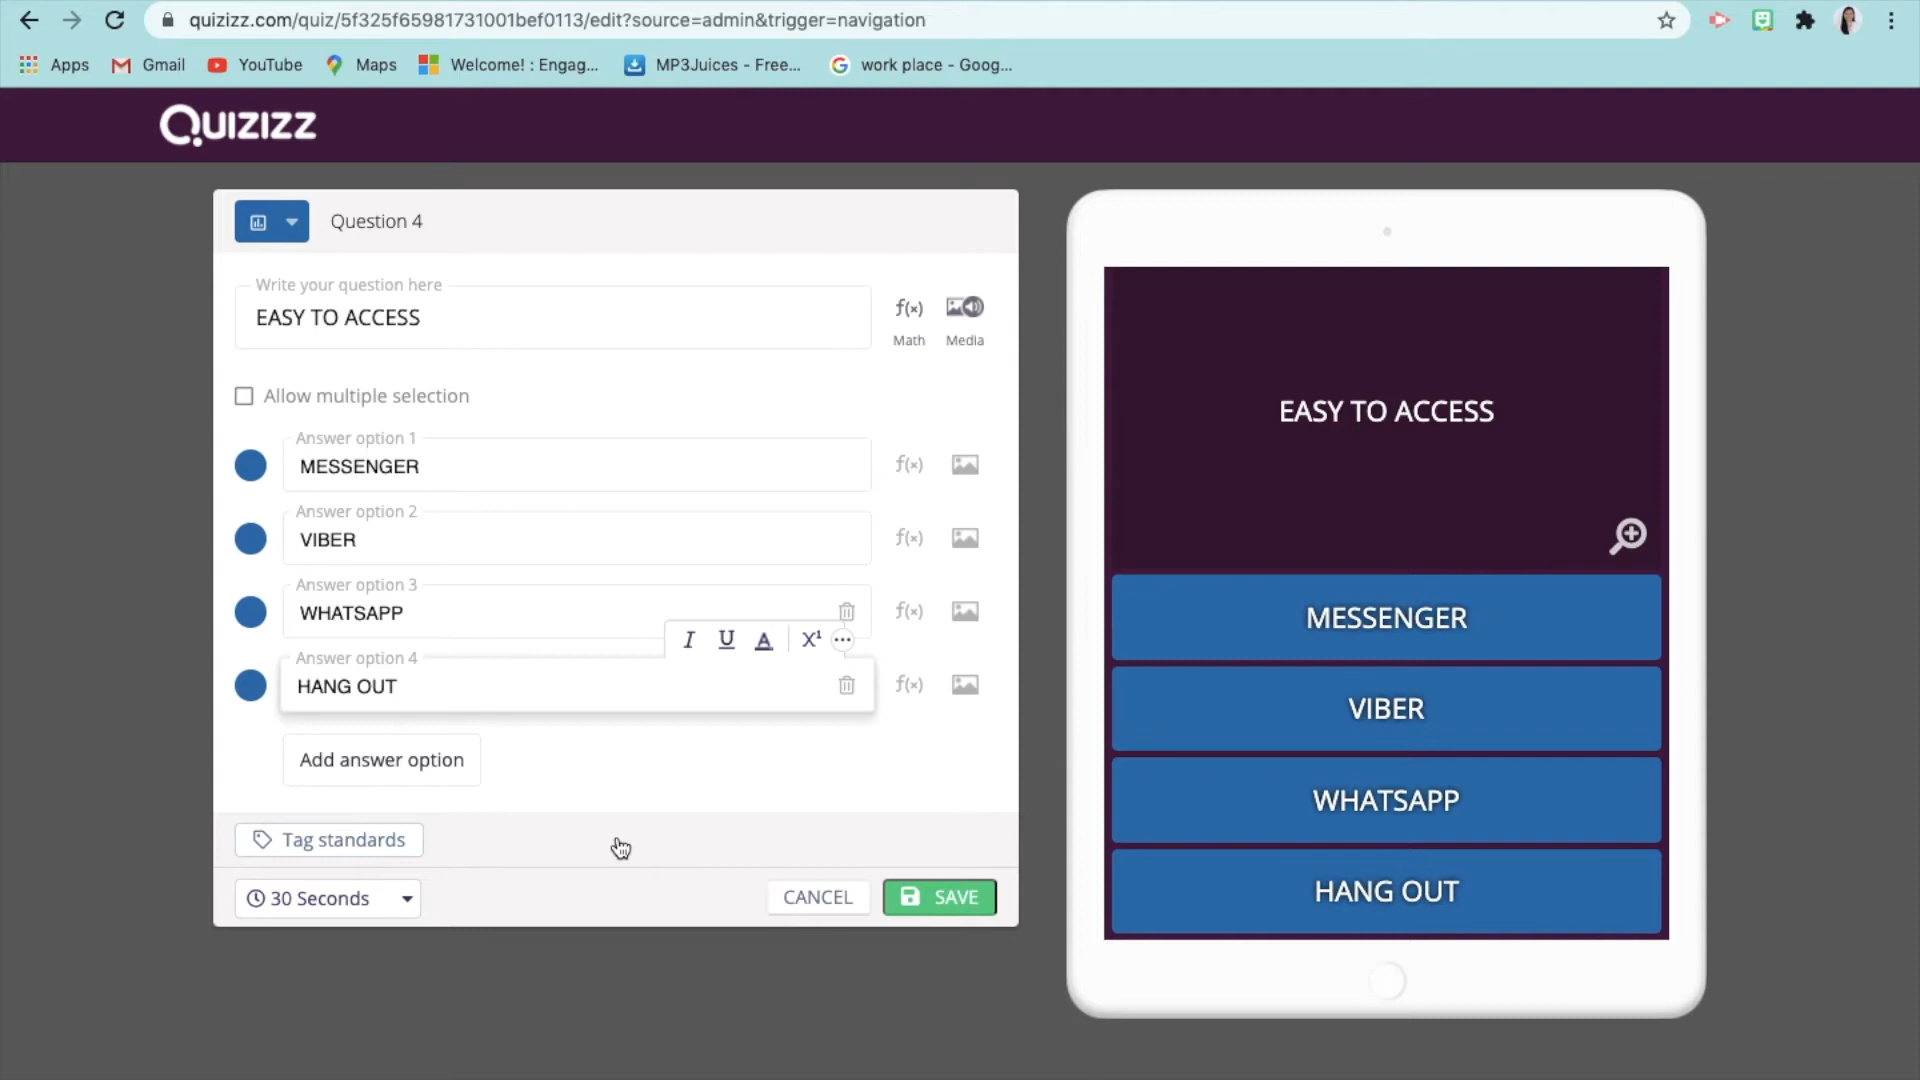 quizizz.com/quiz/5f325f65981731001bef0113/edit?source=admin&trigger=navigation
Apps Gmail YouTube Maps Welcome! : Engag... MP3Juices - Free... work place - Goog...
QUIZIZZ
Question 4
Write your question here
EASY TO ACCESS
f(x)
Math Media
Allow multiple selection
Answer option 1
MESSENGER f(x)
Answer option 2
VIBER f(x)
Answer option 3
WHATSAPP f(x)
I U A X¹ •••
Answer option 4
HANG OUT f(x)
Add answer option
Tag standards
30 Seconds CANCEL SAVE
EASY TO ACCESS
MESSENGER
VIBER
WHATSAPP
HANG OUT